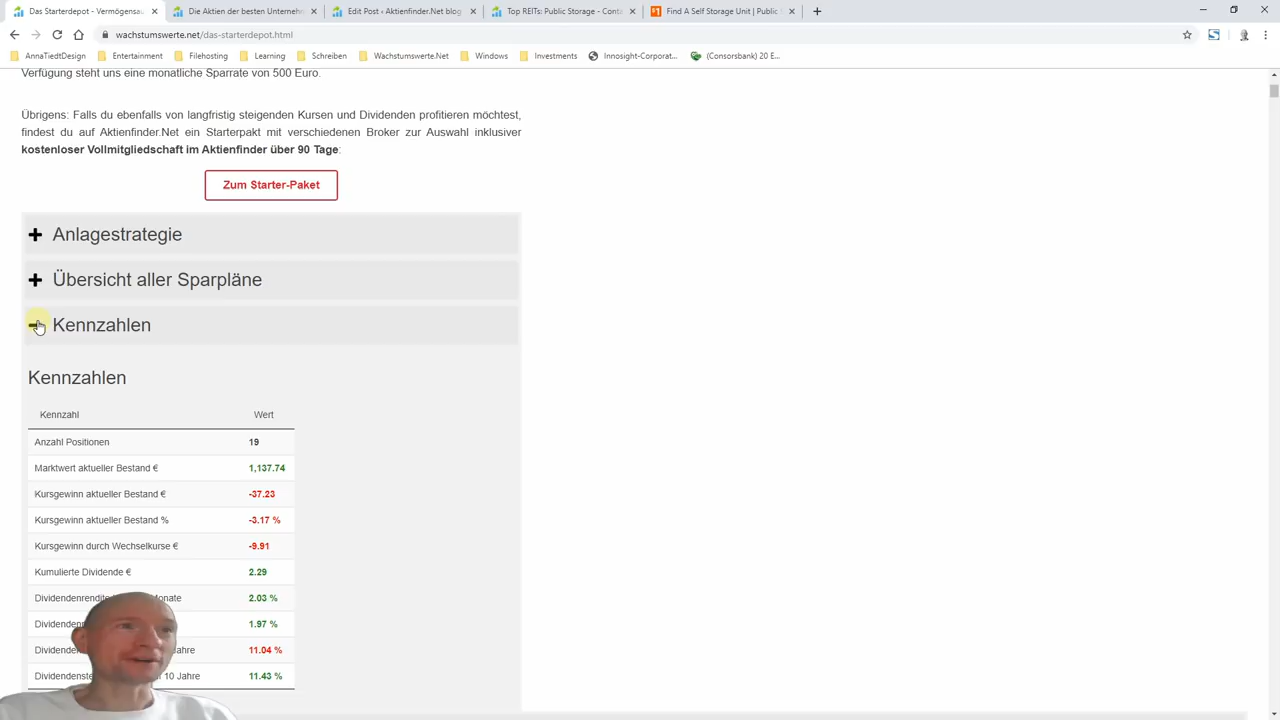 Das Starterdepot - Vermögensau
Die Aktien der besten Unternehm
Edit Post ‹ Aktienfinder.Net blog
Top REITs: Public Storage - Conta
Find A Self Storage Unit | Public S
wachstumswerte.net/das-starterdepot.html
AnnaTiedtDesign
Entertainment
Filehosting
Learning
Schreiben
Wachstumswerte.Net
Windows
Investments
Innosight-Corporat...
(Consorsbank) 20 E...
Verfügung steht uns eine monatliche Sparrate von 500 Euro.
Übrigens: Falls du ebenfalls von langfristig steigenden Kursen und Dividenden profitieren möchtest,
findest du auf Aktienfinder.Net ein Starterpakt mit verschiedenen Broker zur Auswahl inklusiver
kostenloser Vollmitgliedschaft im Aktienfinder über 90 Tage:
Zum Starter-Paket
Anlagestrategie
Übersicht aller Sparpläne
Kennzahlen
Kennzahlen
Kennzahl Wert
Anzahl Positionen 19
Marktwert aktueller Bestand € 1,137.74
Kursgewinn aktueller Bestand € -37.23
Kursgewinn aktueller Bestand % -3.17 %
Kursgewinn durch Wechselkurse € -9.91
Kumulierte Dividende € 2.29
Dividendenrendite onate 2.03 %
Dividenden 1.97 %
Dividenden ahre 11.04 %
Dividendenste r 10 Jahre 11.43 %